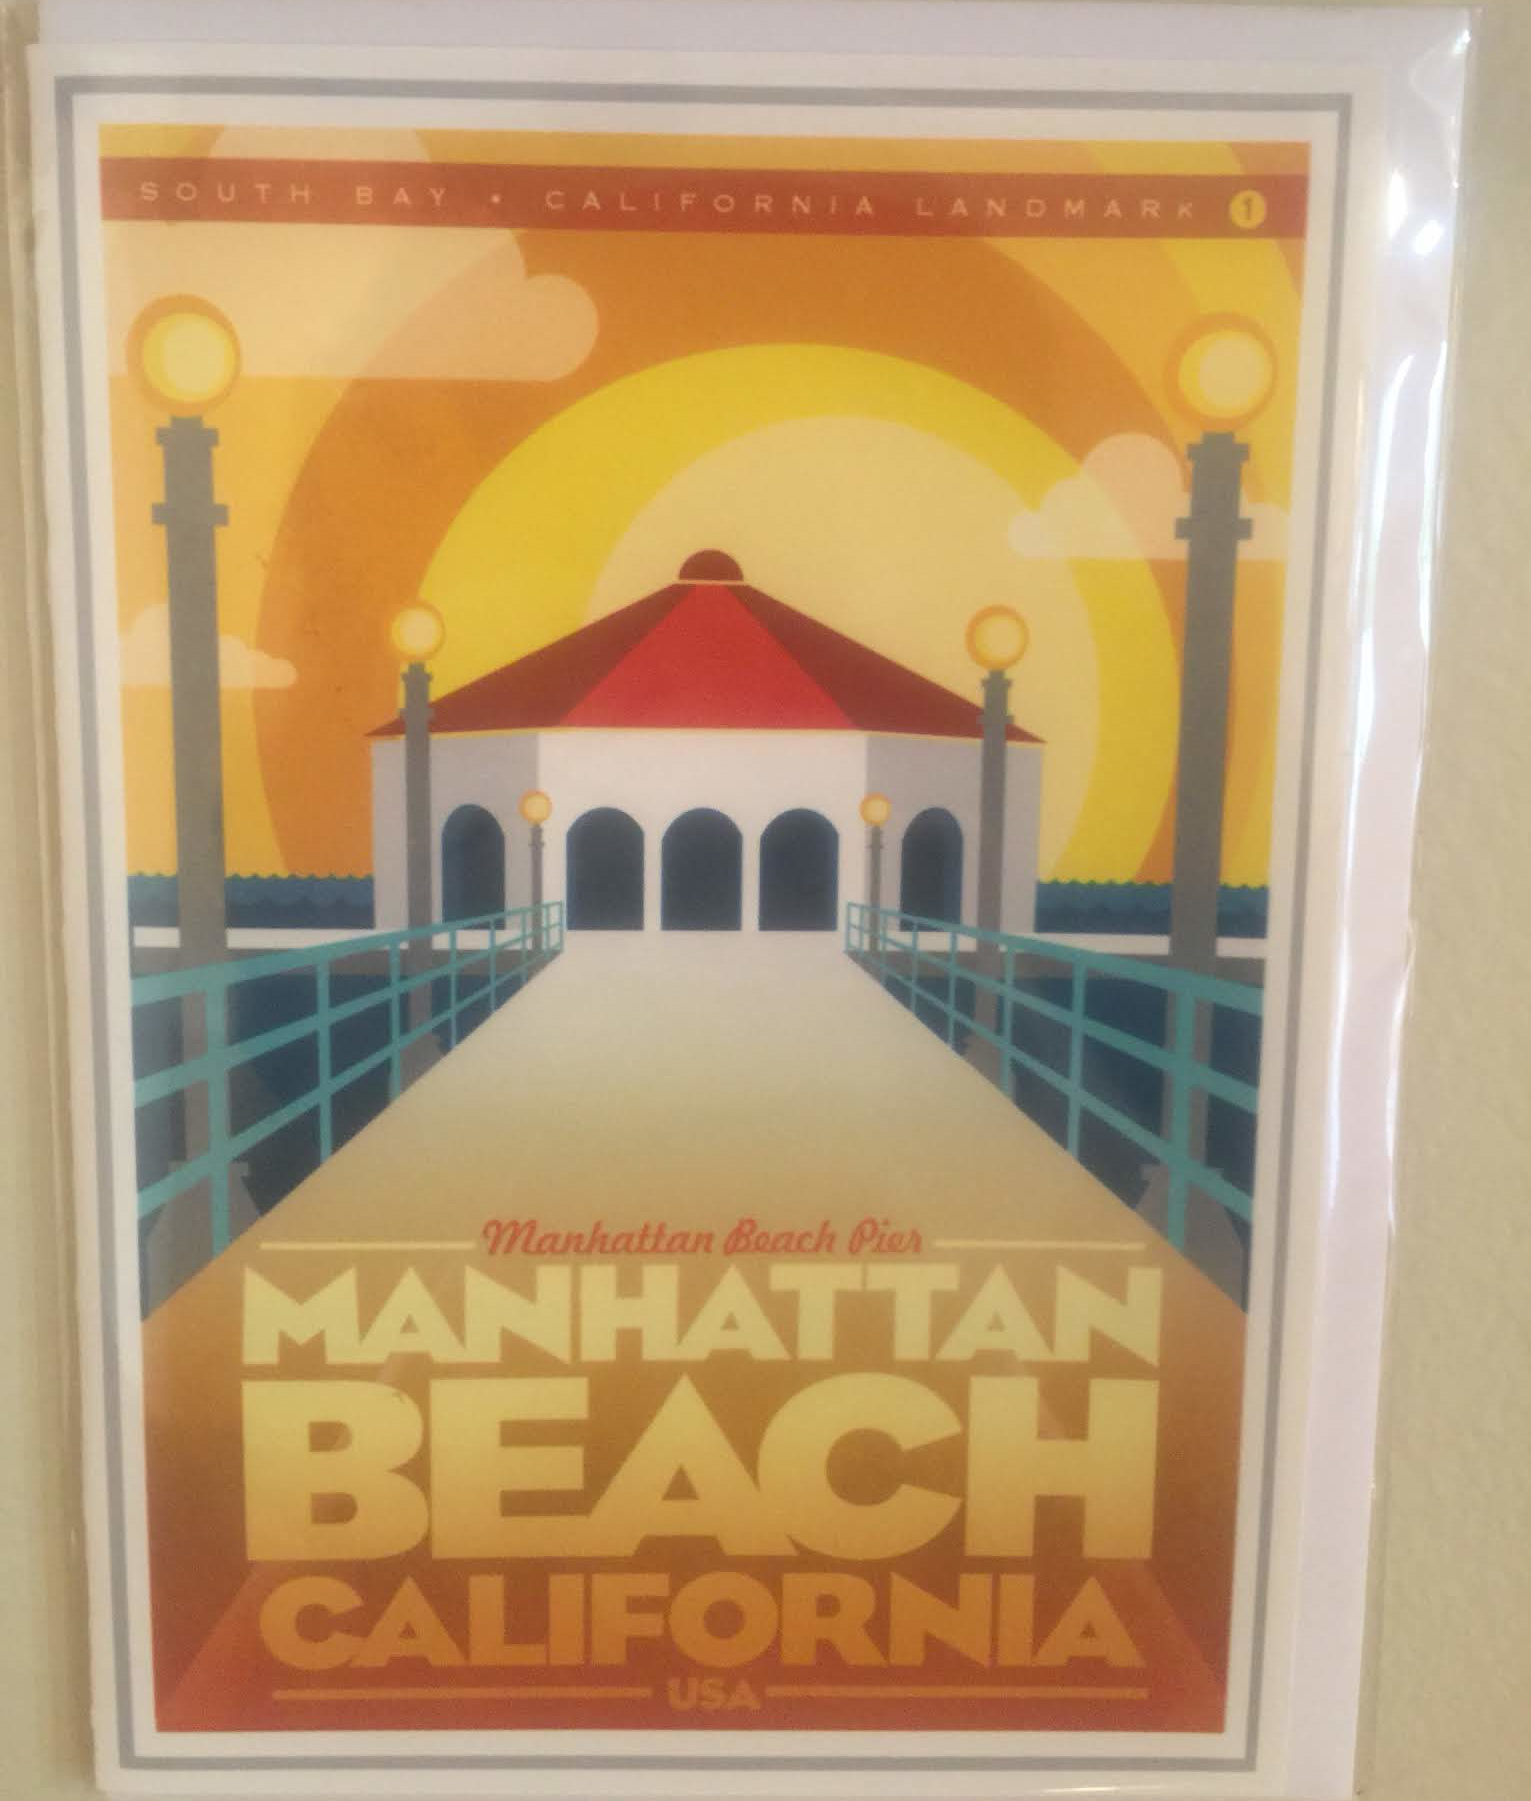 SOUTH BAY • CALIFORNIA LANDMARK 1
Manhattan Beach Pier
MANHATTAN
BEACH
CALIFORNIA
USA